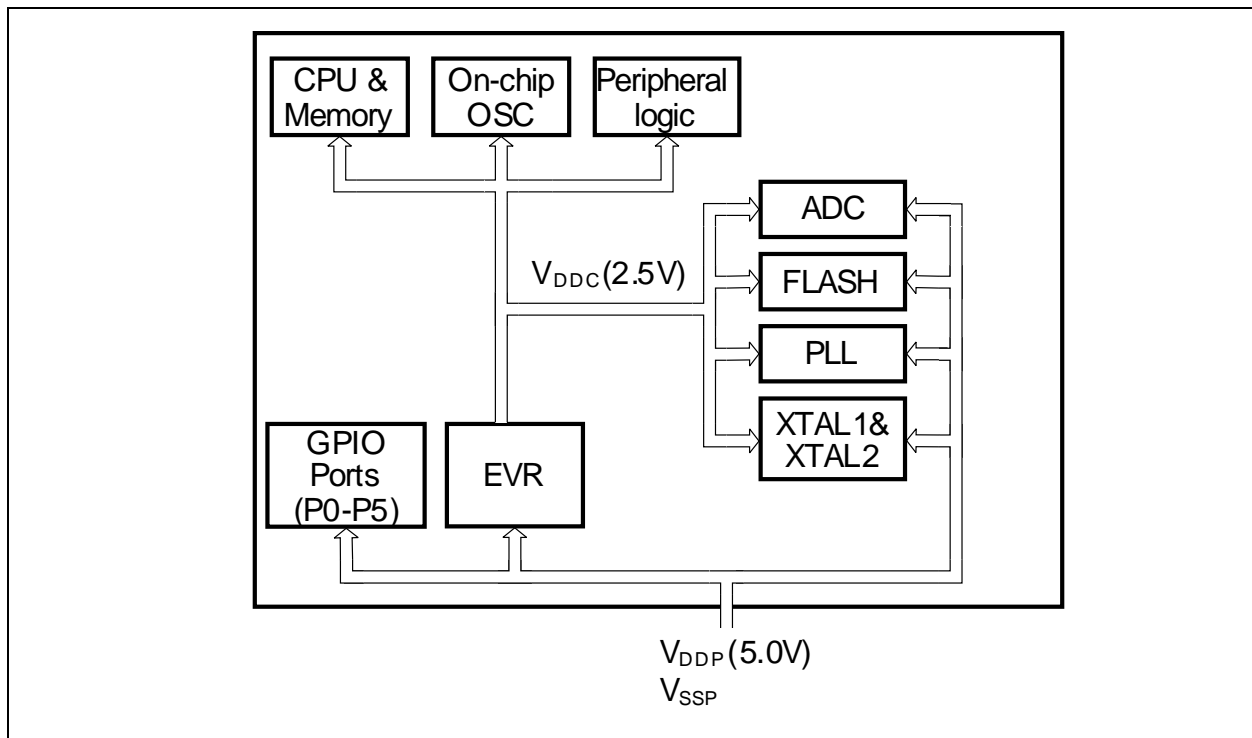 CPU &
Memory
On-chip
OSC
Peripheral
logic
ADC
VDDC(2.5V)
FLASH
PLL
XTAL1&
XTAL2
GPIO
Ports
(P0-P5)
EVR
VDDP(5.0V)
VSSP